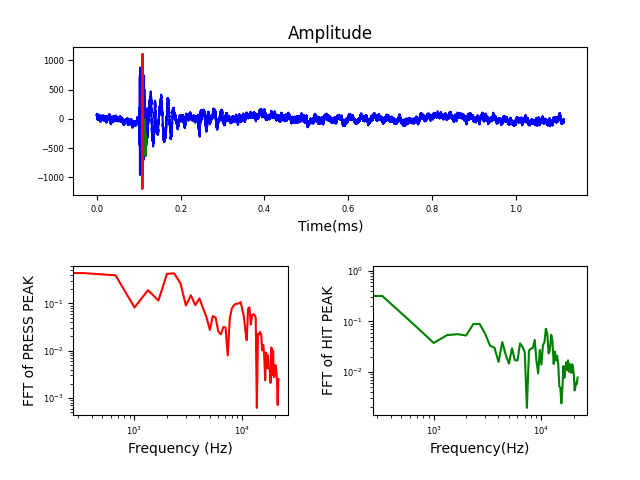 Amplitude
1000
500
0
−500
−1000
0.0 0.2 0.4 0.6 0.8 1.0
Time(ms)
FFT of PRESS PEAK
10⁻¹
10⁻²
10⁻³
10³ 10⁴
Frequency (Hz)
FFT of HIT PEAK
10⁰
10⁻¹
10⁻²
10³ 10⁴
Frequency(Hz)